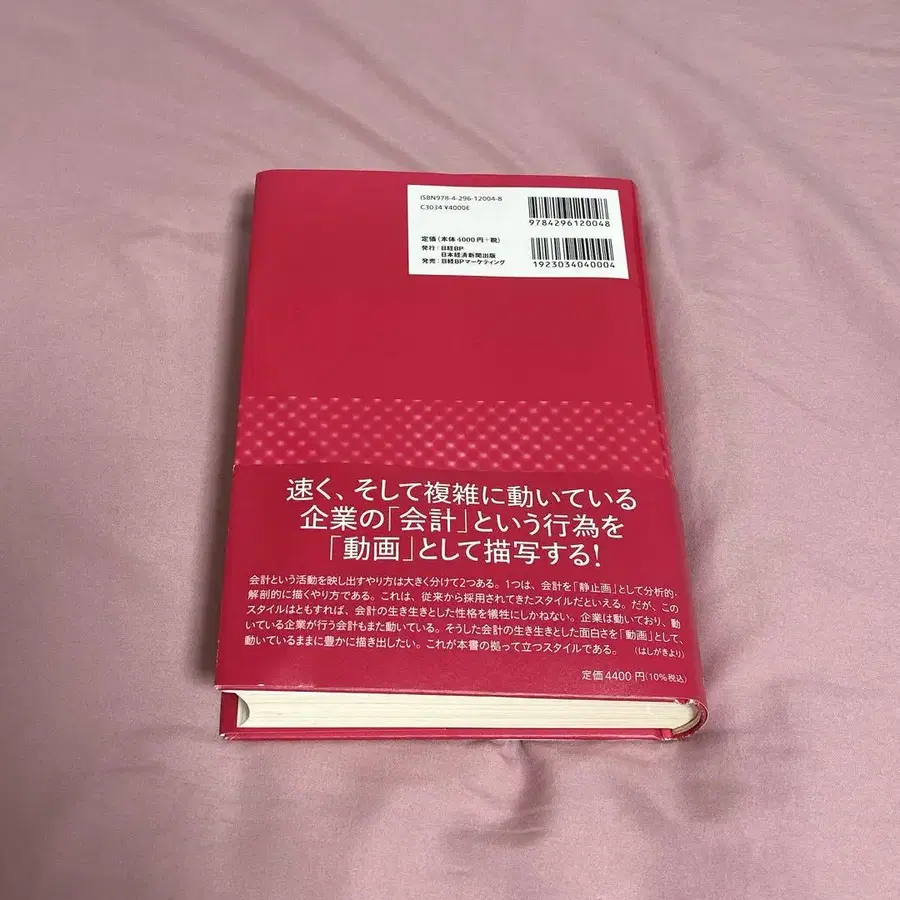 ISBN978-4-296-12004-8
C3034 ¥4000E
9784296120048
定価(本体4000円+税)
発行:日経BP
日本経済新聞出版
発売:日経BPマーケティング
1923034040004
速く、そして複雑に動いている
企業の「会計」という行為を
「動画」として描写する!
会計という活動を映し出すやり方は大きく分けて2つある。1つは、会計を「静止画」として分析的・
解剖的に描くやり方である。これは、従来から採用されてきたスタイルだといえる。だが、この
スタイルはともすれば、会計の生き生きとした性格を犠牲にしかねない。企業は動いており、動
いている企業が行う会計もまた動いている。そうした会計の生き生きとした面白さを「動画」として、
動いているままに豊かに描き出したい。これが本書の拠って立つスタイルである。 (はしがきより)
定価4400円(10%税込)